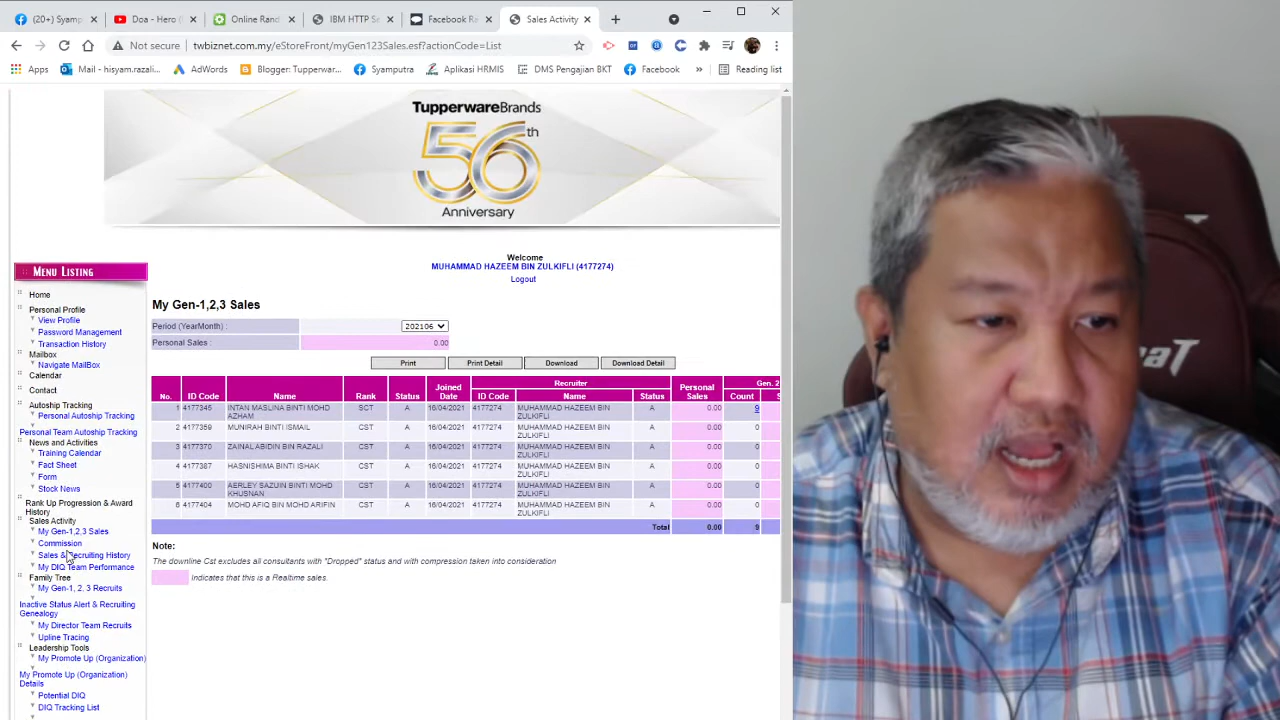 (20+) Syamp
Doa - Hero (
Online Rand
IBM HTTP Se
Facebook Ra
Sales Activity
Not secure
twbiznet.com.my/eStoreFront/myGen123Sales.esf?actionCode=List
Apps
Mail - hisyam.razali...
AdWords
Blogger: Tupperwar...
Syamputra
Aplikasi HRMIS
DMS Pengajian BKT
Facebook
»
Reading list
TupperwareBrands
56th
Anniversary
Welcome
MUHAMMAD HAZEEM BIN ZULKIFLI (4177274)
Logout
MENU LISTING
Home
Personal Profile
View Profile
Password Management
Transaction History
Mailbox
Navigate MailBox
Calendar
Contact
Autoship Tracking
Personal Autoship Tracking
Personal Team Autoship Tracking
News and Activities
Training Calendar
Fact Sheet
Form
Stock News
Rank Up Progression & Award
History
Sales Activity
My Gen-1,2,3 Sales
Commission
Sales & Recruiting History
My DIQ Team Performance
Family Tree
My Gen-1, 2, 3 Recruits
Inactive Status Alert & Recruiting
Genealogy
My Director Team Recruits
Upline Tracing
Leadership Tools
My Promote Up (Organization)
My Promote Up (Organization)
Details
Potential DIQ
DIQ Tracking List
My Gen-1,2,3 Sales
Period (YearMonth) : 202106
Personal Sales : 0.00
Print Print Detail Download Download Detail
No. ID Code Name Rank Status Joined Date Recruiter ID Code Name Status Personal Sales Gen. 2 Count S
1 4177345 INTAN MASLINA BINTI MOHD AZHAM SCT A 16/04/2021 4177274 MUHAMMAD HAZEEM BIN ZULKIFLI A 0.00 9
2 4177359 MUNIRAH BINTI ISMAIL CST A 16/04/2021 4177274 MUHAMMAD HAZEEM BIN ZULKIFLI A 0.00 0
3 4177370 ZAINAL ABIDIN BIN RAZALI CST A 16/04/2021 4177274 MUHAMMAD HAZEEM BIN ZULKIFLI A 0.00 0
4 4177387 HASNISHIMA BINTI ISHAK CST A 16/04/2021 4177274 MUHAMMAD HAZEEM BIN ZULKIFLI A 0.00 0
5 4177400 AERLEY SAZUIN BINTI MOHD KHUSNAN CST A 16/04/2021 4177274 MUHAMMAD HAZEEM BIN ZULKIFLI A 0.00 0
6 4177404 MOHD AFIQ BIN MOHD ARIFIN CST A 16/04/2021 4177274 MUHAMMAD HAZEEM BIN ZULKIFLI A 0.00 0
Total 0.00 9
Note:
The downline Cst excludes all consultants with "Dropped" status and with compression taken into consideration
Indicates that this is a Realtime sales.